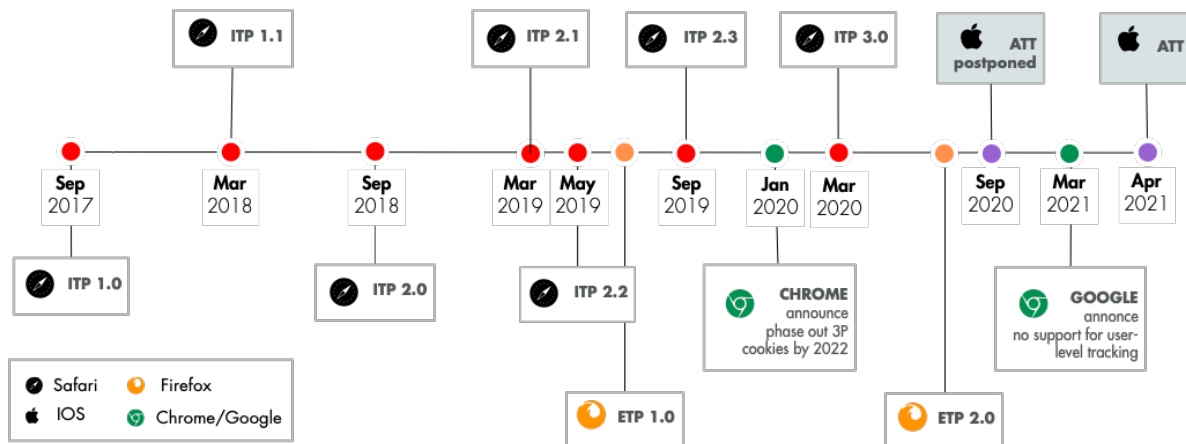 ITP 1.1
ITP 2.1
ITP 2.3
ITP 3.0
ATT
postponed
ATT
Sep
2017
Mar
2018
Sep
2018
Mar
2019
May
2019
Sep
2019
Jan
2020
Mar
2020
Sep
2020
Mar
2021
Apr
2021
ITP 1.0
ITP 2.0
ITP 2.2
CHROME
announce
phase out 3P
cookies by 2022
GOOGLE
annonce
no support for user-
level tracking
Safari
Firefox
IOS
Chrome/Google
ETP 1.0
ETP 2.0